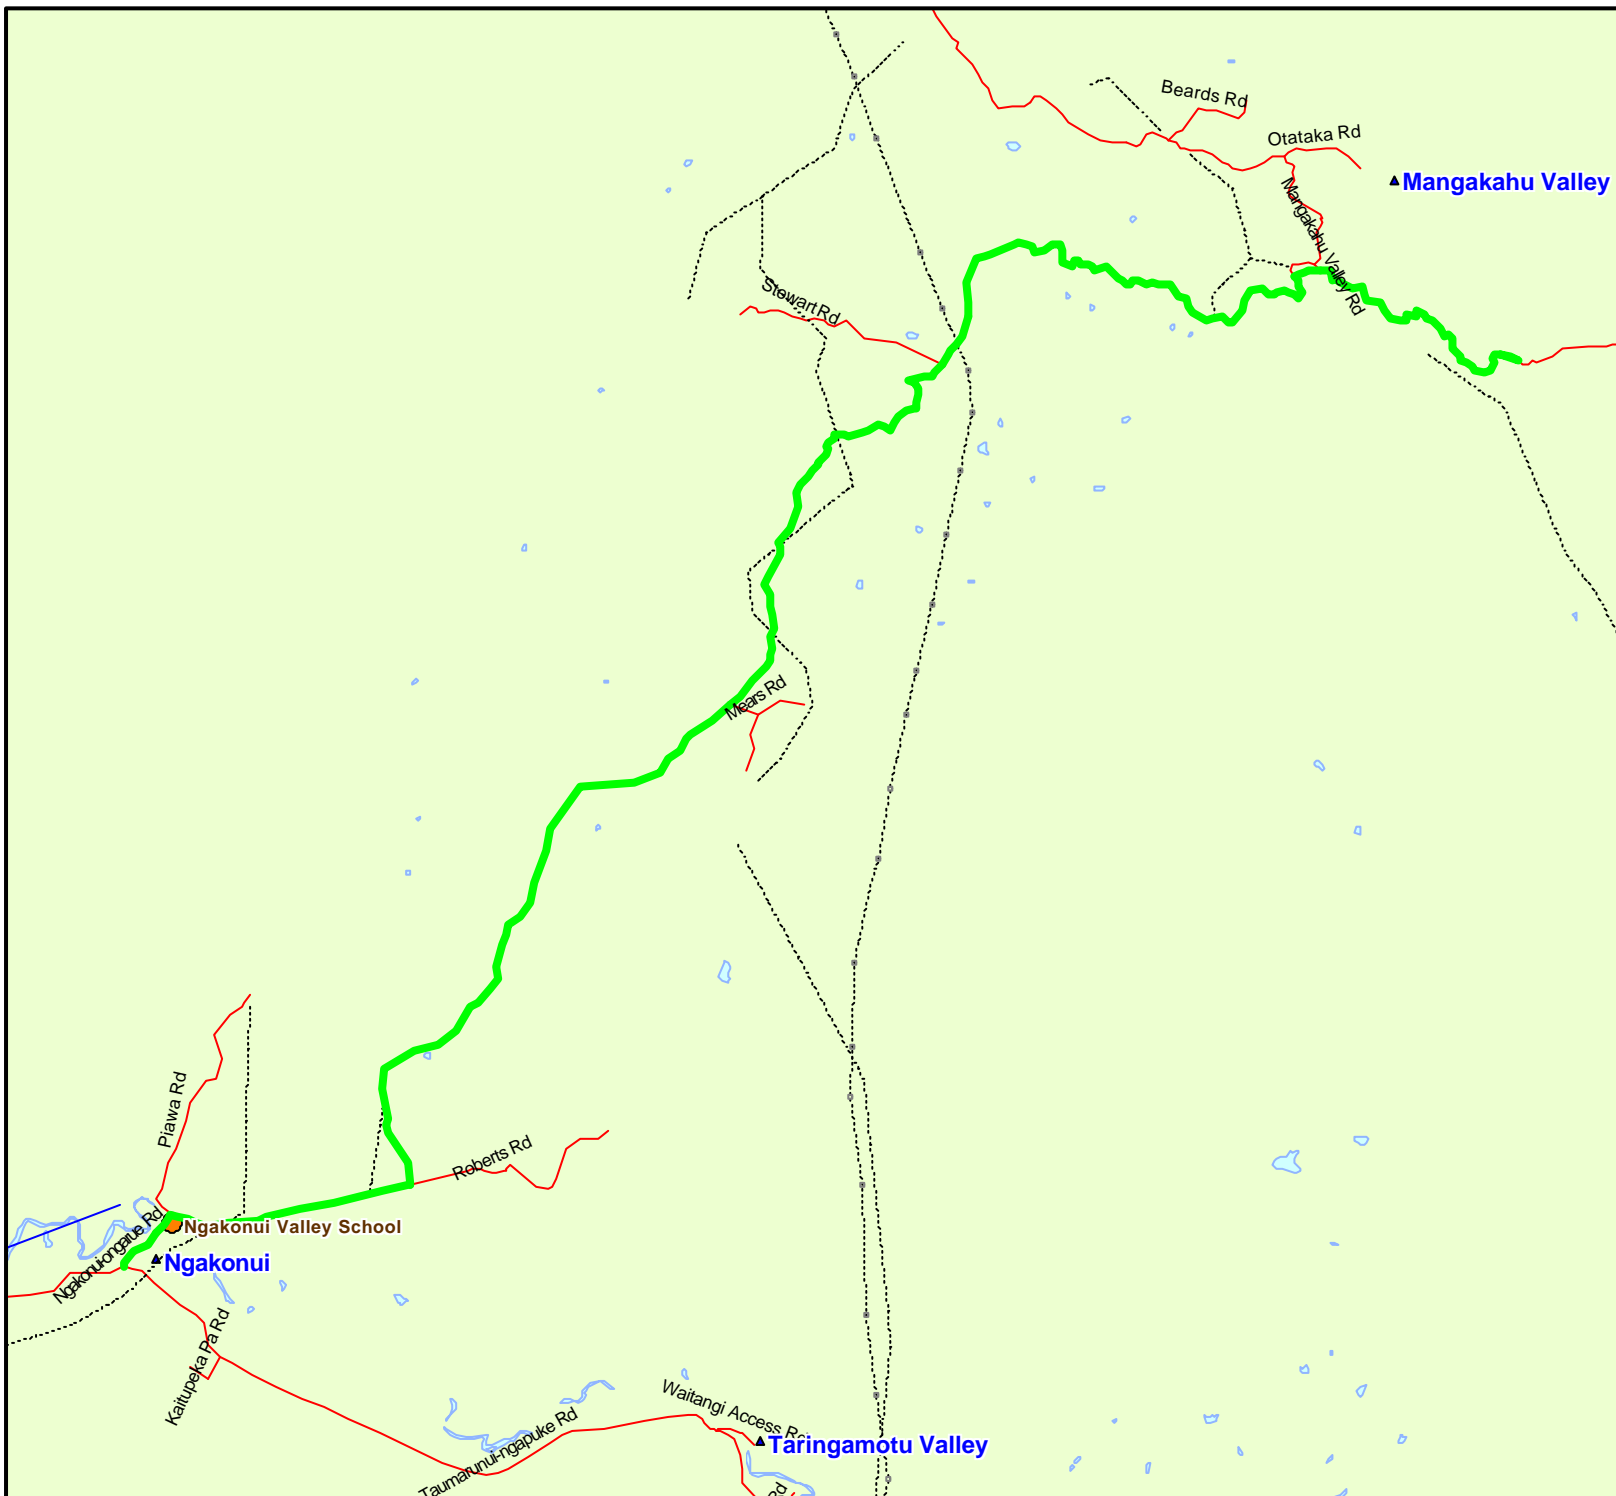 Beards Rd
Otataka Rd
Mangakahu Valley
Mangakahu Valley Rd
Stewart Rd
Mears Rd
Piawa Rd
Roberts Rd
Ngakonui-ongarue Rd
Ngakonui Valley School
Ngakonui
Kaitupeka Pa Rd
Waitangi Access Rd
Taringamotu Valley
Taumarunui-ngapuke Rd
Rd